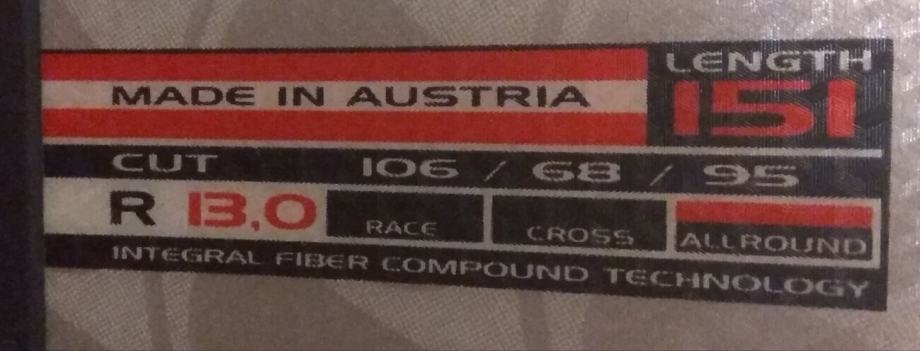 LENGTH
MADE IN AUSTRIA 151
CUT 106 / 68 / 95
R 13,0 RACE CROSS ALLROUND
INTEGRAL FIBER COMPOUND TECHNOLOGY